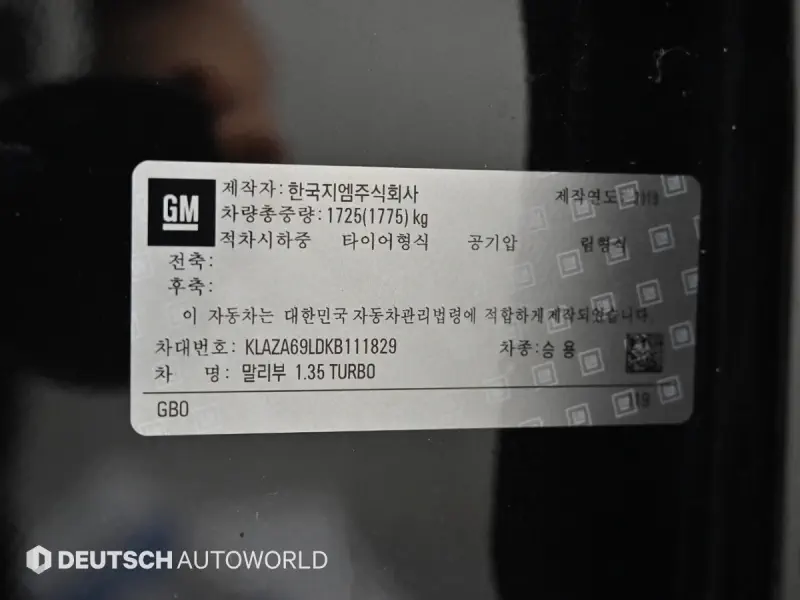 GM
제작자: 한국지엠주식회사 제작연도:
차량총중량: 1725(1775) kg
적차시하중 타이어형식 공기압 림형식
전축:
후축:
이 자동차는 대한민국 자동차관리법령에 적합하게 제작되었습니다.
차대번호: KLAZA69LDKB111829 차종: 승 용
차 명: 말리부 1.35 TURBO
GB0 119
DEUTSCH AUTOWORLD